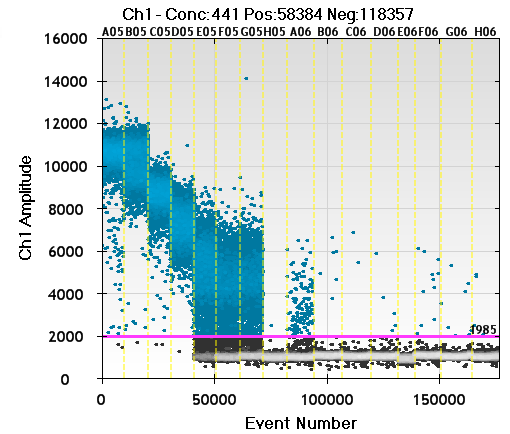 Ch1 - Conc:441 Pos:58384 Neg:118357
A05 B05 C05 D05 E05 F05 G05 H05 A06 B06 C06 D06 E06 F06 G06 H06
16000
14000
12000
10000
8000
6000
4000
2000
0
Ch1 Amplitude
f985
0 50000 100000 150000
Event Number